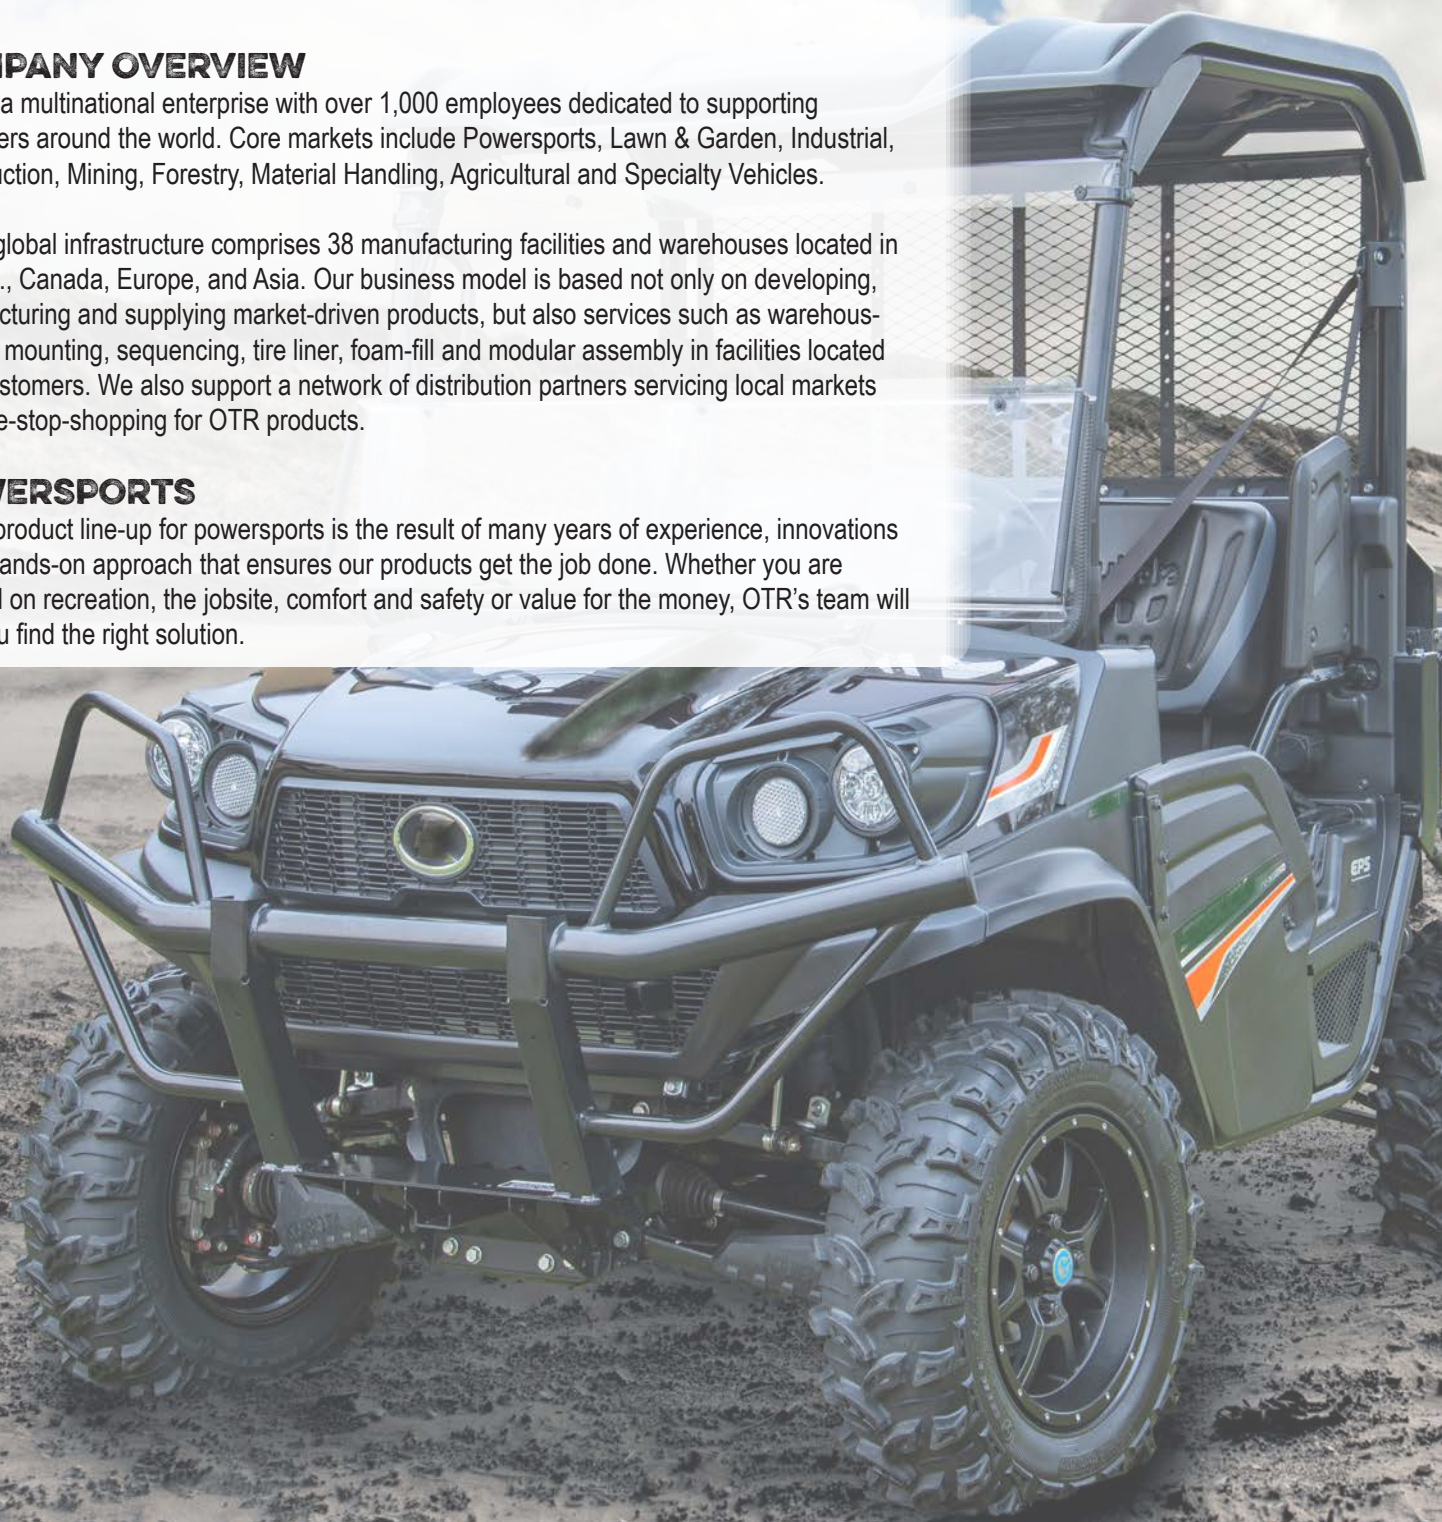 MPANY OVERVIEW
a multinational enterprise with over 1,000 employees dedicated to supporting
ers around the world. Core markets include Powersports, Lawn & Garden, Industrial,
uction, Mining, Forestry, Material Handling, Agricultural and Specialty Vehicles.
global infrastructure comprises 38 manufacturing facilities and warehouses located in
., Canada, Europe, and Asia. Our business model is based not only on developing,
cturing and supplying market-driven products, but also services such as warehous-
mounting, sequencing, tire liner, foam-fill and modular assembly in facilities located
stomers. We also support a network of distribution partners servicing local markets
e-stop-shopping for OTR products.
WERSPORTS
product line-up for powersports is the result of many years of experience, innovations
ands-on approach that ensures our products get the job done. Whether you are
d on recreation, the jobsite, comfort and safety or value for the money, OTR's team will
u find the right solution.
EPS